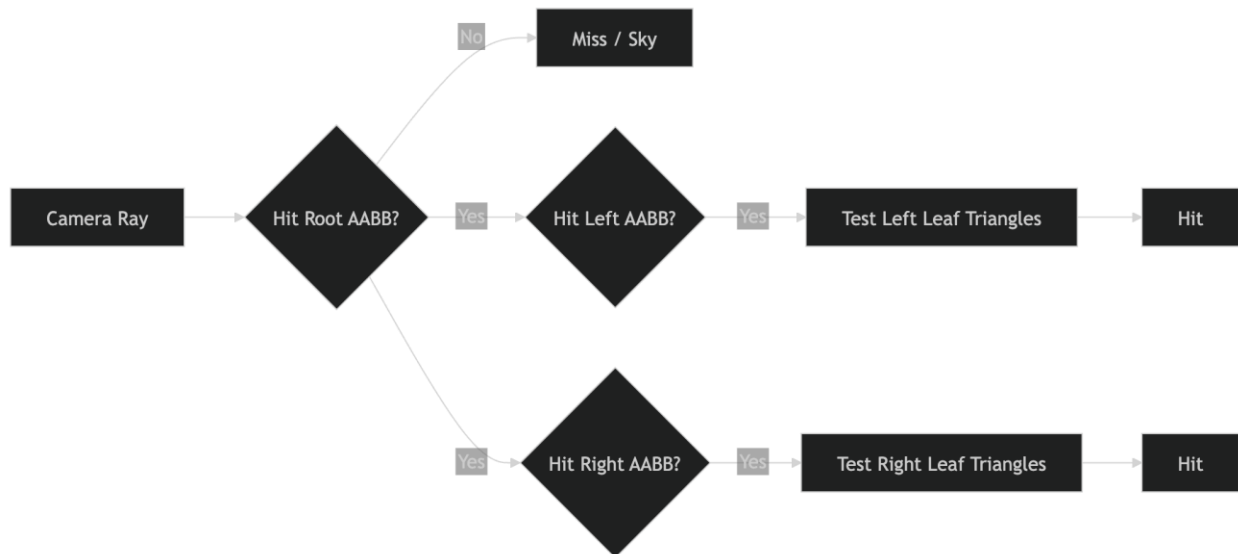 No
Miss / Sky
Camera Ray
Hit Root AABB?
Yes
Hit Left AABB?
Yes
Test Left Leaf Triangles
Hit
Yes
Hit Right AABB?
Yes
Test Right Leaf Triangles
Hit